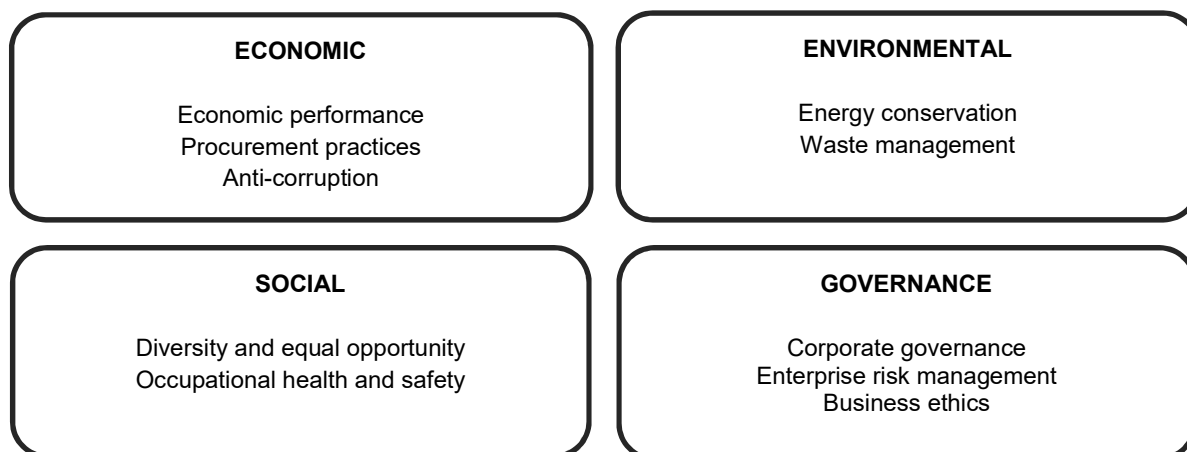 ECONOMIC
Economic performance
Procurement practices
Anti-corruption
ENVIRONMENTAL
Energy conservation
Waste management
SOCIAL
Diversity and equal opportunity
Occupational health and safety
GOVERNANCE
Corporate governance
Enterprise risk management
Business ethics